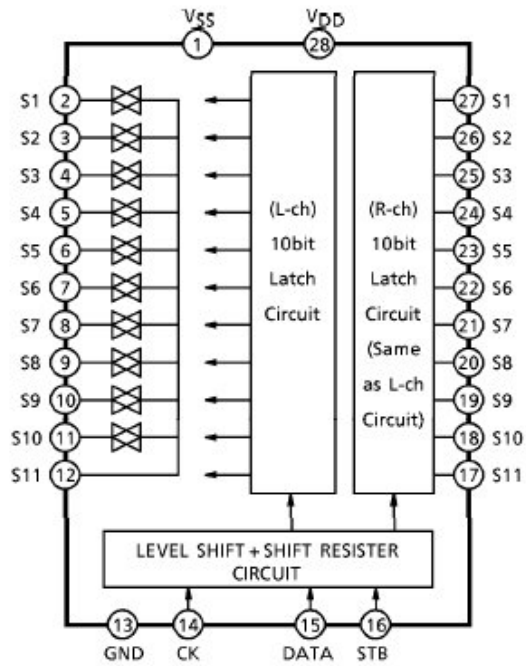 VSS VDD
1 28
S1 2 27 S1
S2 3 26 S2
S3 4 25 S3
S4 5 24 S4
S5 6 23 S5
S6 7 22 S6
S7 8 21 S7
S8 9 20 S8
S9 10 19 S9
S10 11 18 S10
S11 12 17 S11
(L-ch)
10bit
Latch
Circuit
(R-ch)
10bit
Latch
Circuit
(Same
as L-ch
Circuit)
LEVEL SHIFT + SHIFT RESISTER
CIRCUIT
13 14 15 16
GND CK DATA STB